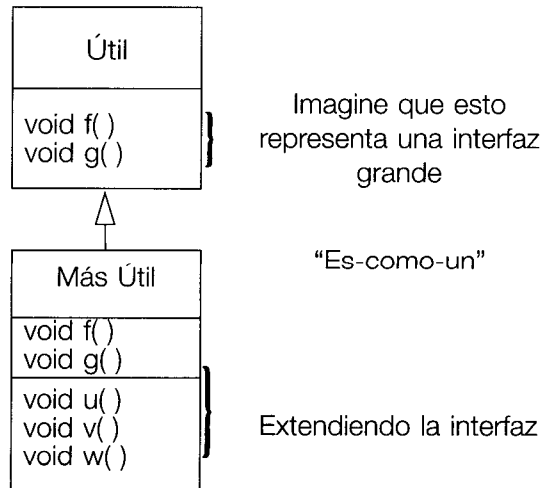 Útil
void f( )
void g( )
Imagine que esto
representa una interfaz
grande
"Es-como-un"
Más Útil
void f( )
void g( )
void u( )
void v( )
void w( )
Extendiendo la interfaz